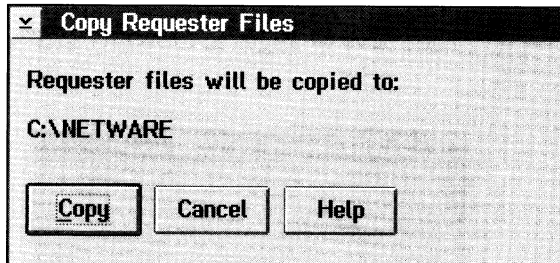 Copy Requester Files
Requester files will be copied to:
C:\NETWARE
Copy Cancel Help